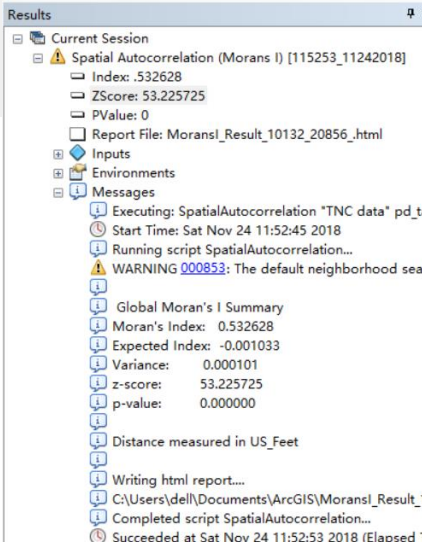 Results
Current Session
Spatial Autocorrelation (Morans I) [115253_11242018]
Index: .532628
ZScore: 53.225725
PValue: 0
Report File: MoransI_Result_10132_20856_.html
Inputs
Environments
Messages
Executing: SpatialAutocorrelation "TNC data" pd_t
Start Time: Sat Nov 24 11:52:45 2018
Running script SpatialAutocorrelation...
WARNING 000853: The default neighborhood sea
Global Moran's I Summary
Moran's Index: 0.532628
Expected Index: -0.001033
Variance: 0.000101
z-score: 53.225725
p-value: 0.000000
Distance measured in US_Feet
Writing html report....
C:\Users\dell\Documents\ArcGIS\MoransI_Result_
Completed script SpatialAutocorrelation...
Succeeded at Sat Nov 24 11:52:53 2018 (Elapsed